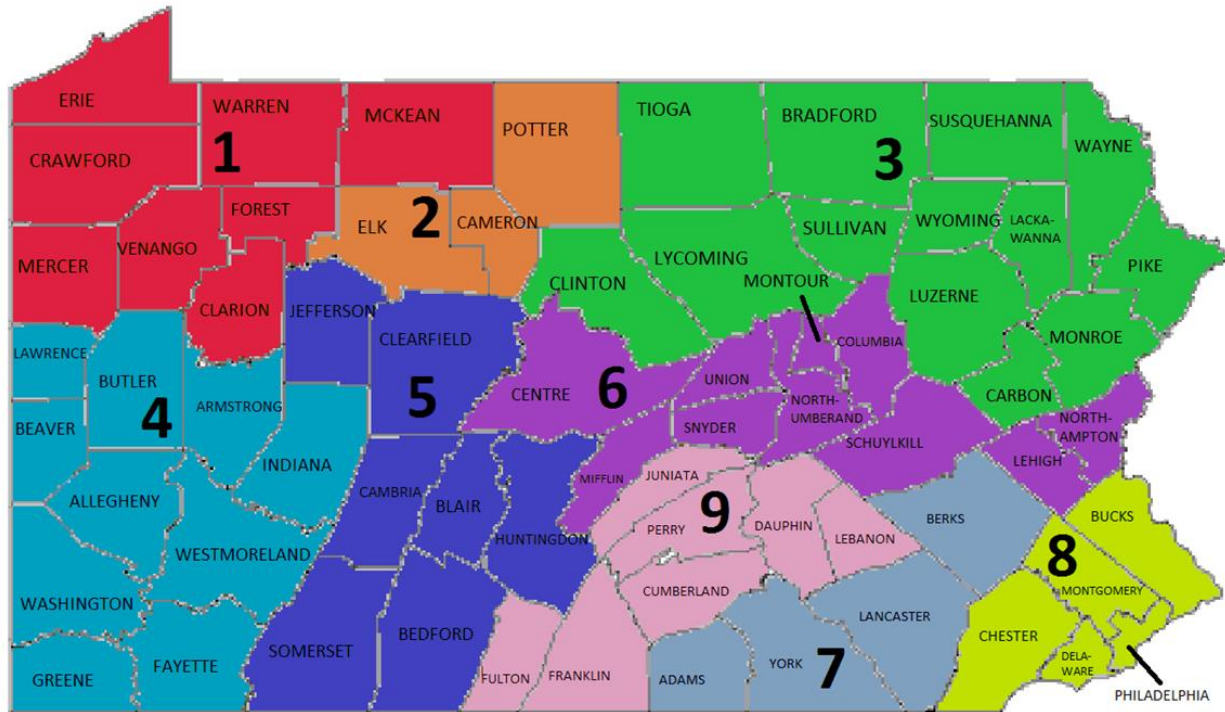 ERIE
WARREN
MCKEAN
POTTER
TIOGA
BRADFORD
SUSQUEHANNA
WAYNE
CRAWFORD
1
3
FOREST
2
ELK
CAMERON
SULLIVAN
WYOMING
LACKA-
WANNA
VENANGO
MERCER
LYCOMING
PIKE
CLINTON
MONTOUR
LUZERNE
CLARION
JEFFERSON
CLEARFIELD
COLUMBIA
MONROE
LAWRENCE
BUTLER
4
ARMSTRONG
5
CENTRE
6
UNION
NORTH-
UMBERAND
CARBON
BEAVER
SNYDER
SCHUYLKILL
NORTH-
AMPTON
LEHIGH
INDIANA
ALLEGHENY
CAMBRIA
BLAIR
MIFFLIN
JUNIATA
HUNTINGDON
PERRY
9
DAUPHIN
LEBANON
BERKS
BUCKS
WESTMORELAND
8
MONTGOMERY
WASHINGTON
CUMBERLAND
LANCASTER
SOMERSET
BEDFORD
CHESTER
GREENE
FAYETTE
FULTON
FRANKLIN
ADAMS
YORK
7
DELA-
WARE
PHILADELPHIA